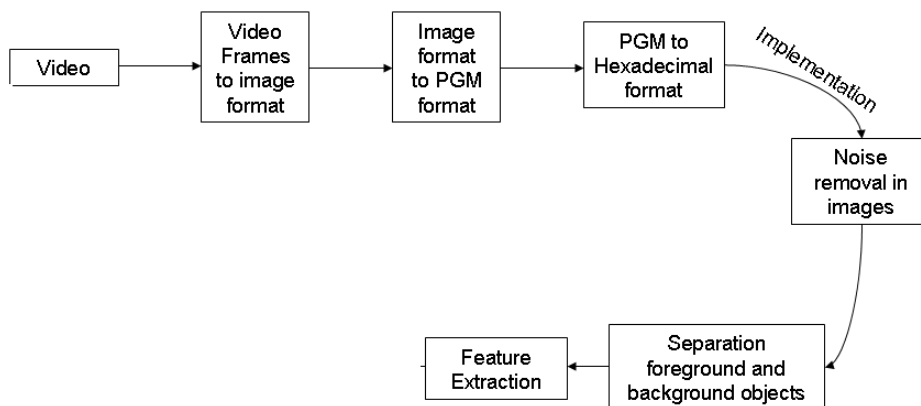 Video
Video
Frames
to image
format
Image
format
to PGM
format
PGM to
Hexadecimal
format
Implementation
Noise
removal in
images
Separation
foreground and
background objects
Feature
Extraction